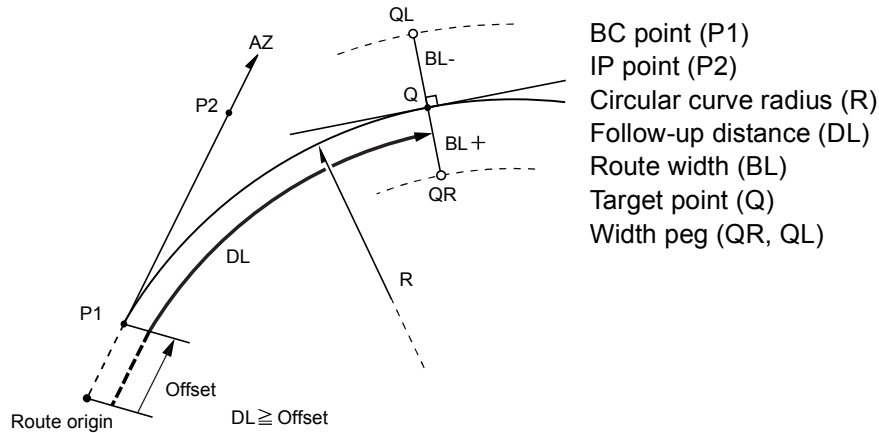 QL
AZ
BL-
P2
Q
BL+
QR
DL
R
P1
Offset
Route origin
DL≧Offset
BC point (P1)
IP point (P2)
Circular curve radius (R)
Follow-up distance (DL)
Route width (BL)
Target point (Q)
Width peg (QR, QL)